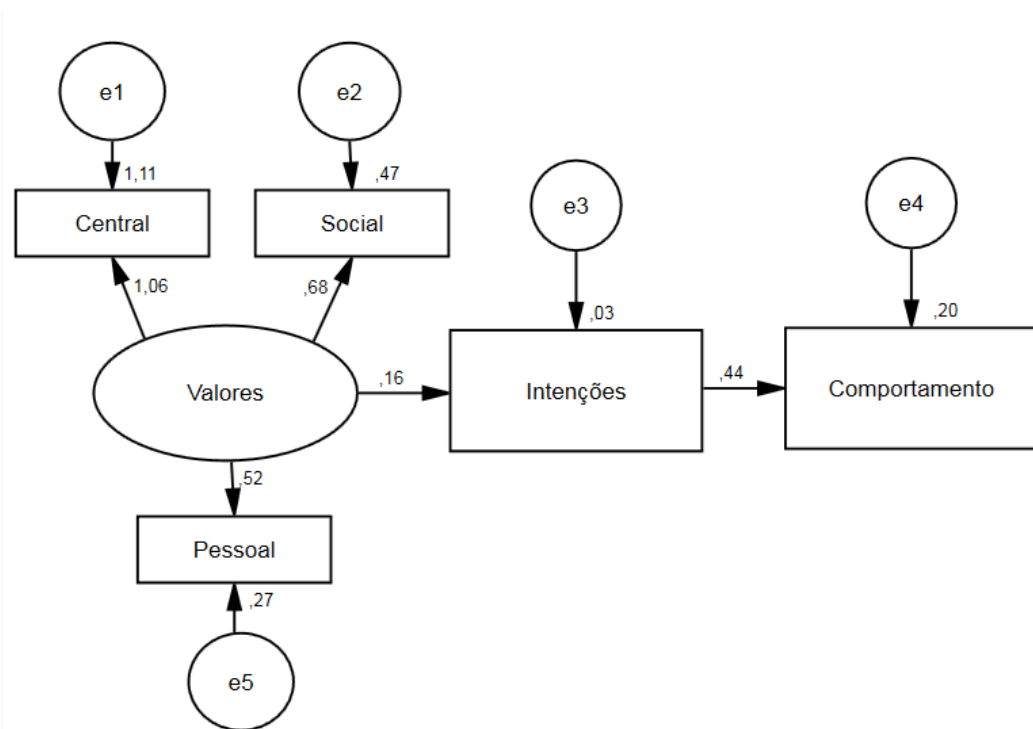 e1
e2
1,11
,47
Central
Social
e3
e4
1,06
,68
,03
,20
Valores
,16
Intenções
,44
Comportamento
,52
Pessoal
,27
e5